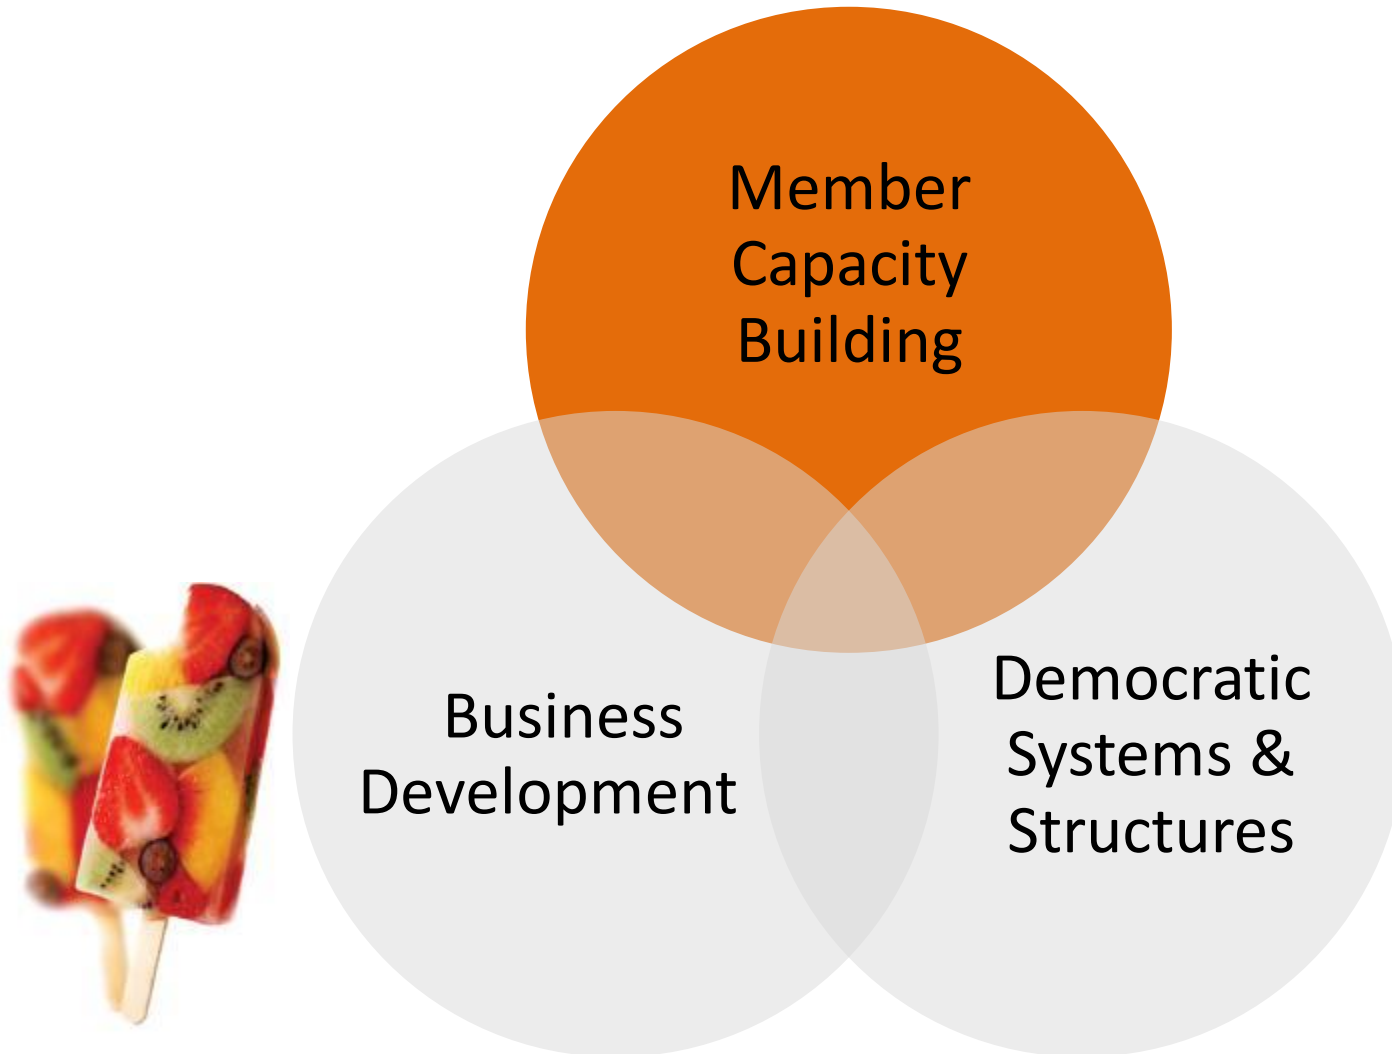 Member
Capacity
Building
Business
Development
Democratic
Systems &
Structures